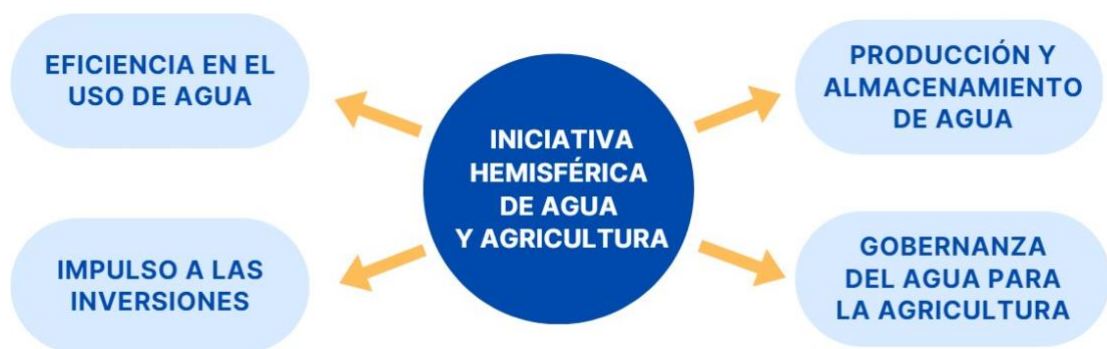 EFICIENCIA EN EL
USO DE AGUA
IMPULSO A LAS
INVERSIONES
INICIATIVA
HEMISFÉRICA
DE AGUA
Y AGRICULTURA
PRODUCCIÓN Y
ALMACENAMIENTO
DE AGUA
GOBERNANZA
DEL AGUA PARA
LA AGRICULTURA